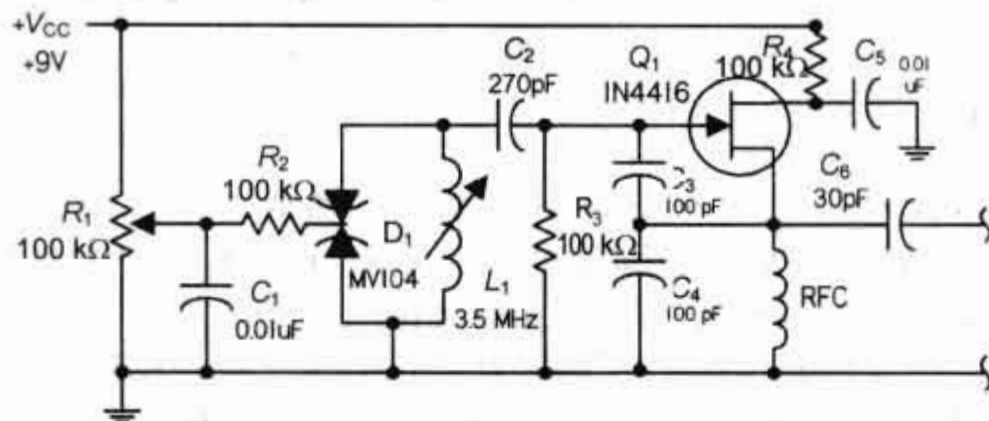 +VCC
+9V
R1
100 kΩ
R2
100 kΩ
C1
0.01uF
D1
MV104
L1
3.5 MHz
C2
270pF
R3
100 kΩ
Q1
IN4416
C3
100 pF
C4
100 pF
R4
100 kΩ
C5
0.01
uF
C6
30pF
RFC